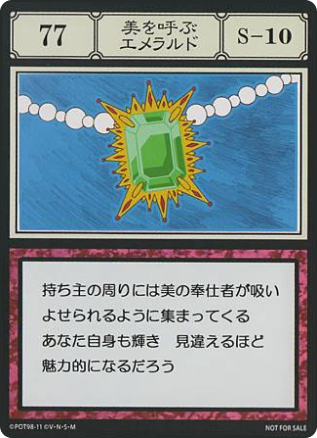 77
美を呼ぶ
エメラルド
S-10
持ち主の周りには美の奉仕者が吸い
よせられるように集まってくる
あなた自身も輝き　見違えるほど
魅力的になるだろう
©POT98-11 ©V・N・S・M
NOT FOR SALE